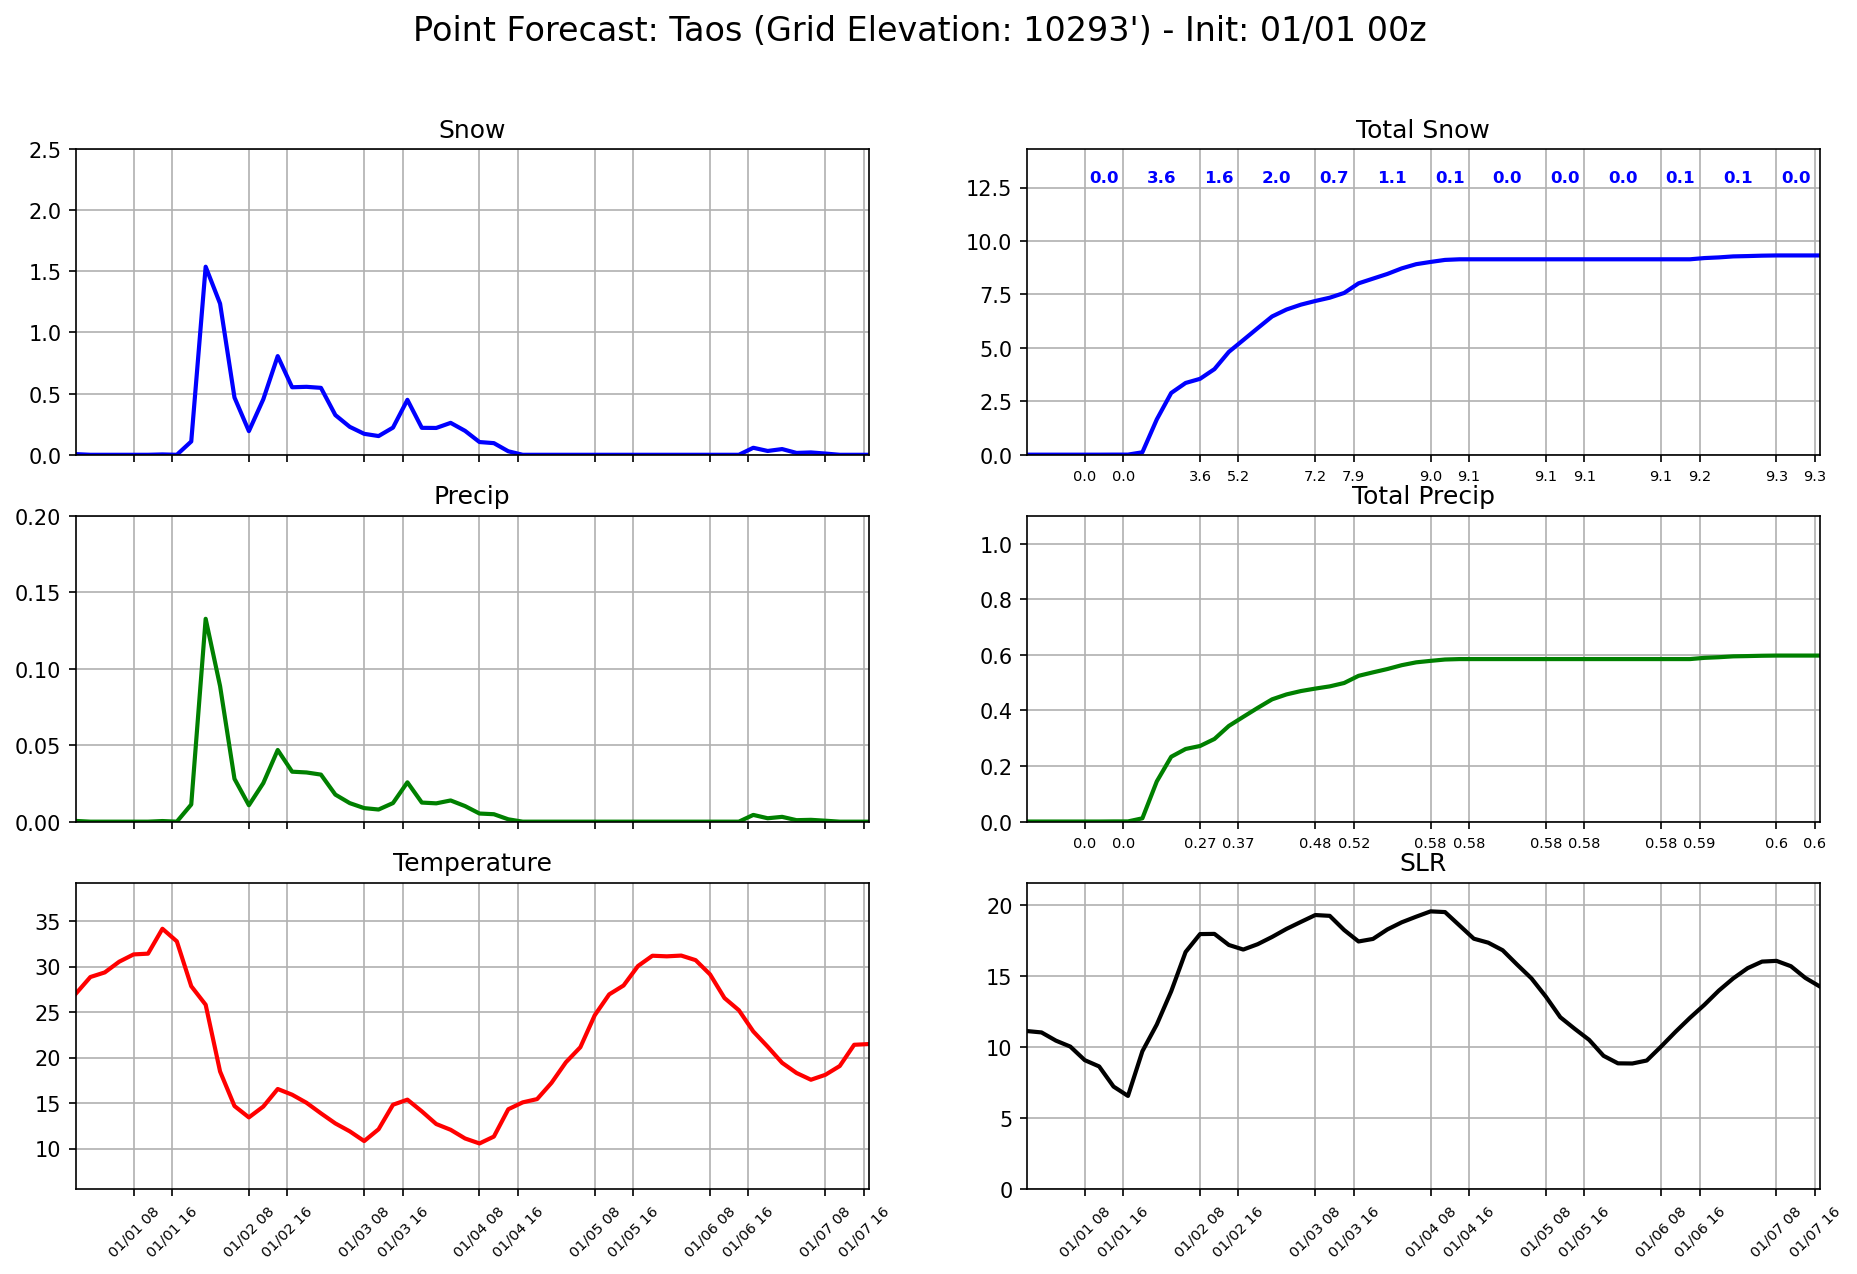 Point Forecast: Taos (Grid Elevation: 10293') - Init: 01/01 00z
Snow
2.5
2.0
1.5
1.0
0.5
0.0
Total Snow
0.0 3.6 1.6 2.0 0.7 1.1 0.1 0.0 0.0 0.0 0.1 0.1 0.0
12.5
10.0
7.5
5.0
2.5
0.0
0.0 0.0 3.6 5.2 7.2 7.9 9.0 9.1 9.1 9.1 9.1 9.2 9.3 9.3
Precip
0.20
0.15
0.10
0.05
0.00
Total Precip
1.0
0.8
0.6
0.4
0.2
0.0
0.0 0.0 0.27 0.37 0.48 0.52 0.58 0.58 0.58 0.58 0.58 0.59 0.6 0.6
Temperature
35
30
25
20
15
10
01/01 08 01/01 16 01/02 08 01/02 16 01/03 08 01/03 16 01/04 08 01/04 16 01/05 08 01/05 16 01/06 08 01/06 16 01/07 08 01/07 16
SLR
20
15
10
5
0
01/01 08 01/01 16 01/02 08 01/02 16 01/03 08 01/03 16 01/04 08 01/04 16 01/05 08 01/05 16 01/06 08 01/06 16 01/07 08 01/07 16